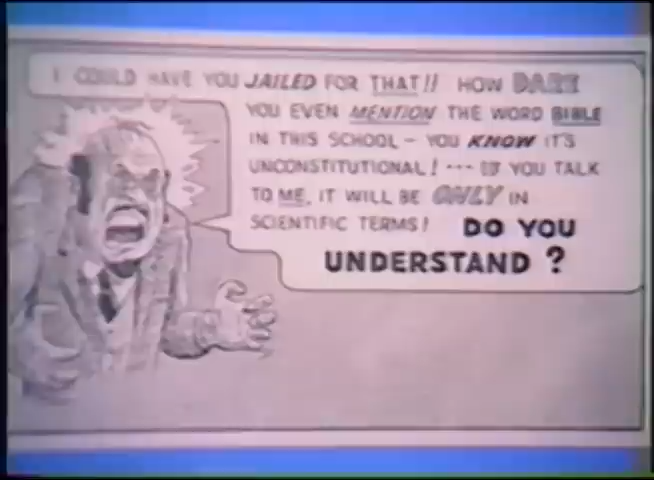 I COULD HAVE YOU JAILED FOR THAT!! HOW DARE
YOU EVEN MENTION THE WORD BIBLE
IN THIS SCHOOL - YOU KNOW IT'S
UNCONSTITUTIONAL! --- IF YOU TALK
TO ME, IT WILL BE ONLY IN
SCIENTIFIC TERMS! DO YOU
UNDERSTAND ?